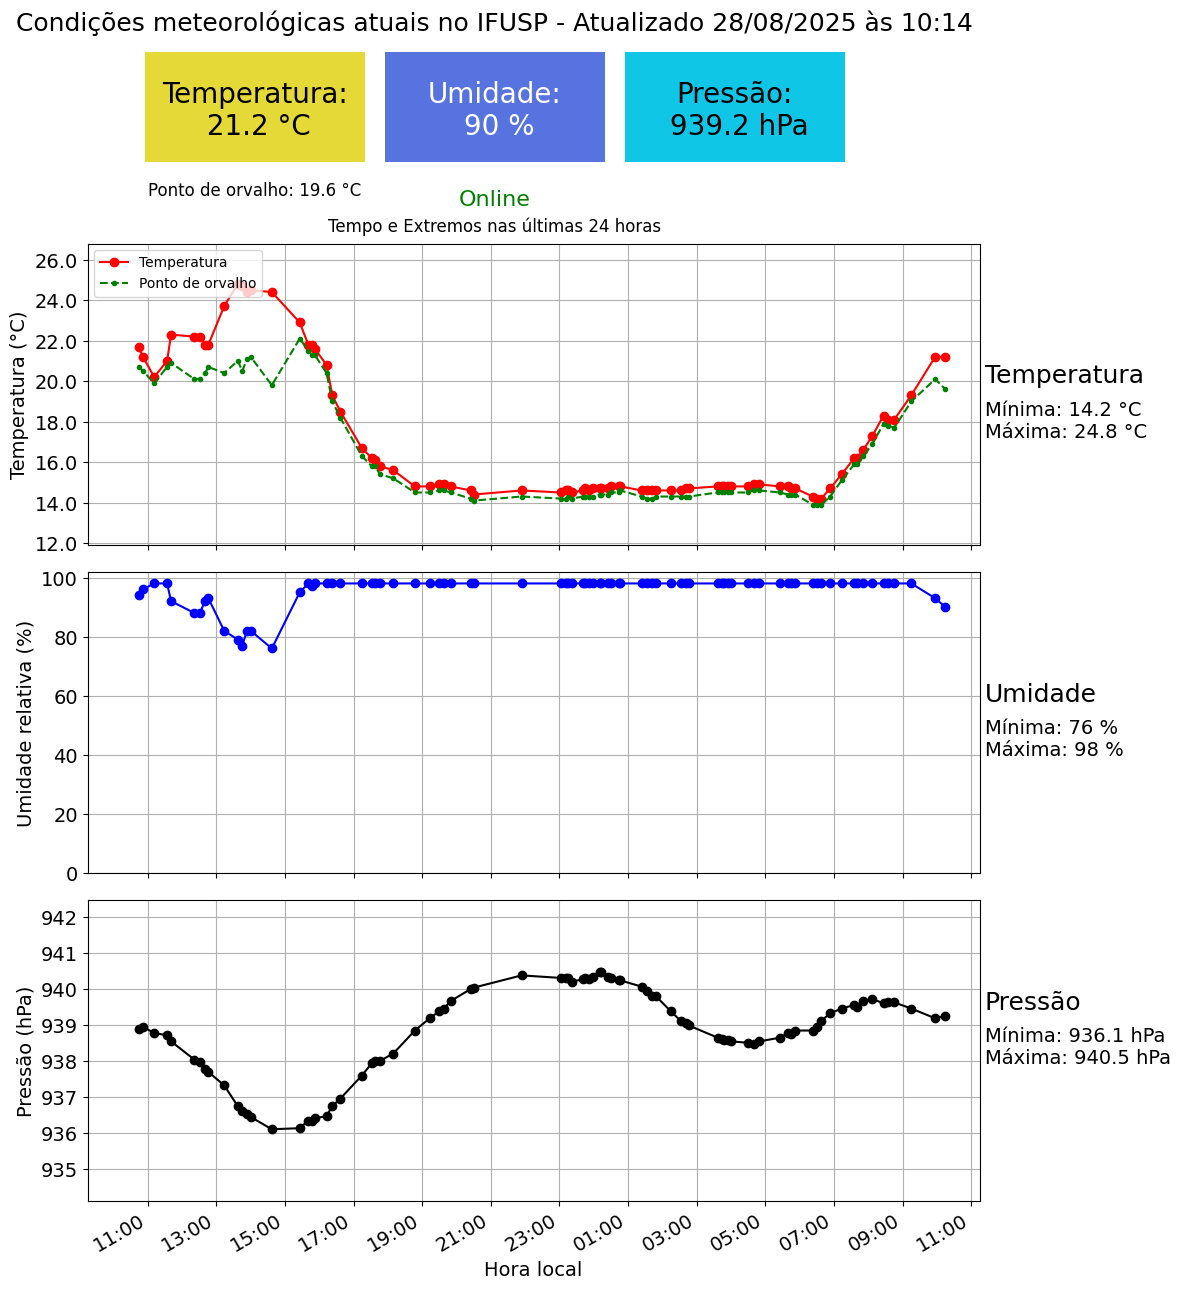 Condições meteorológicas atuais no IFUSP - Atualizado 28/08/2025 às 10:14
Temperatura:
21.2 °C
Umidade:
90 %
Pressão:
939.2 hPa
Ponto de orvalho: 19.6 °C
Online
Tempo e Extremos nas últimas 24 horas
Temperatura
Ponto de orvalho
Temperatura (°C)
26.0
24.0
22.0
20.0
18.0
16.0
14.0
12.0
Temperatura
Mínima: 14.2 °C
Máxima: 24.8 °C
Umidade relativa (%)
100
80
60
40
20
0
Umidade
Mínima: 76 %
Máxima: 98 %
Pressão (hPa)
942
941
940
939
938
937
936
935
Pressão
Mínima: 936.1 hPa
Máxima: 940.5 hPa
11:00 13:00 15:00 17:00 19:00 21:00 23:00 01:00 03:00 05:00 07:00 09:00 11:00
Hora local